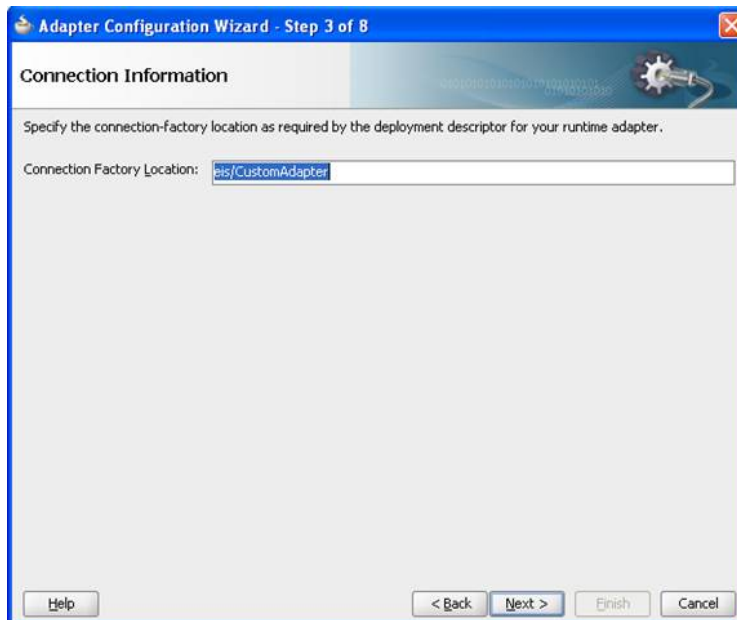 Adapter Configuration Wizard - Step 3 of 8
Connection Information
Specify the connection-factory location as required by the deployment descriptor for your runtime adapter.
Connection Factory Location: eis/CustomAdapter
Help < Back Next > Finish Cancel